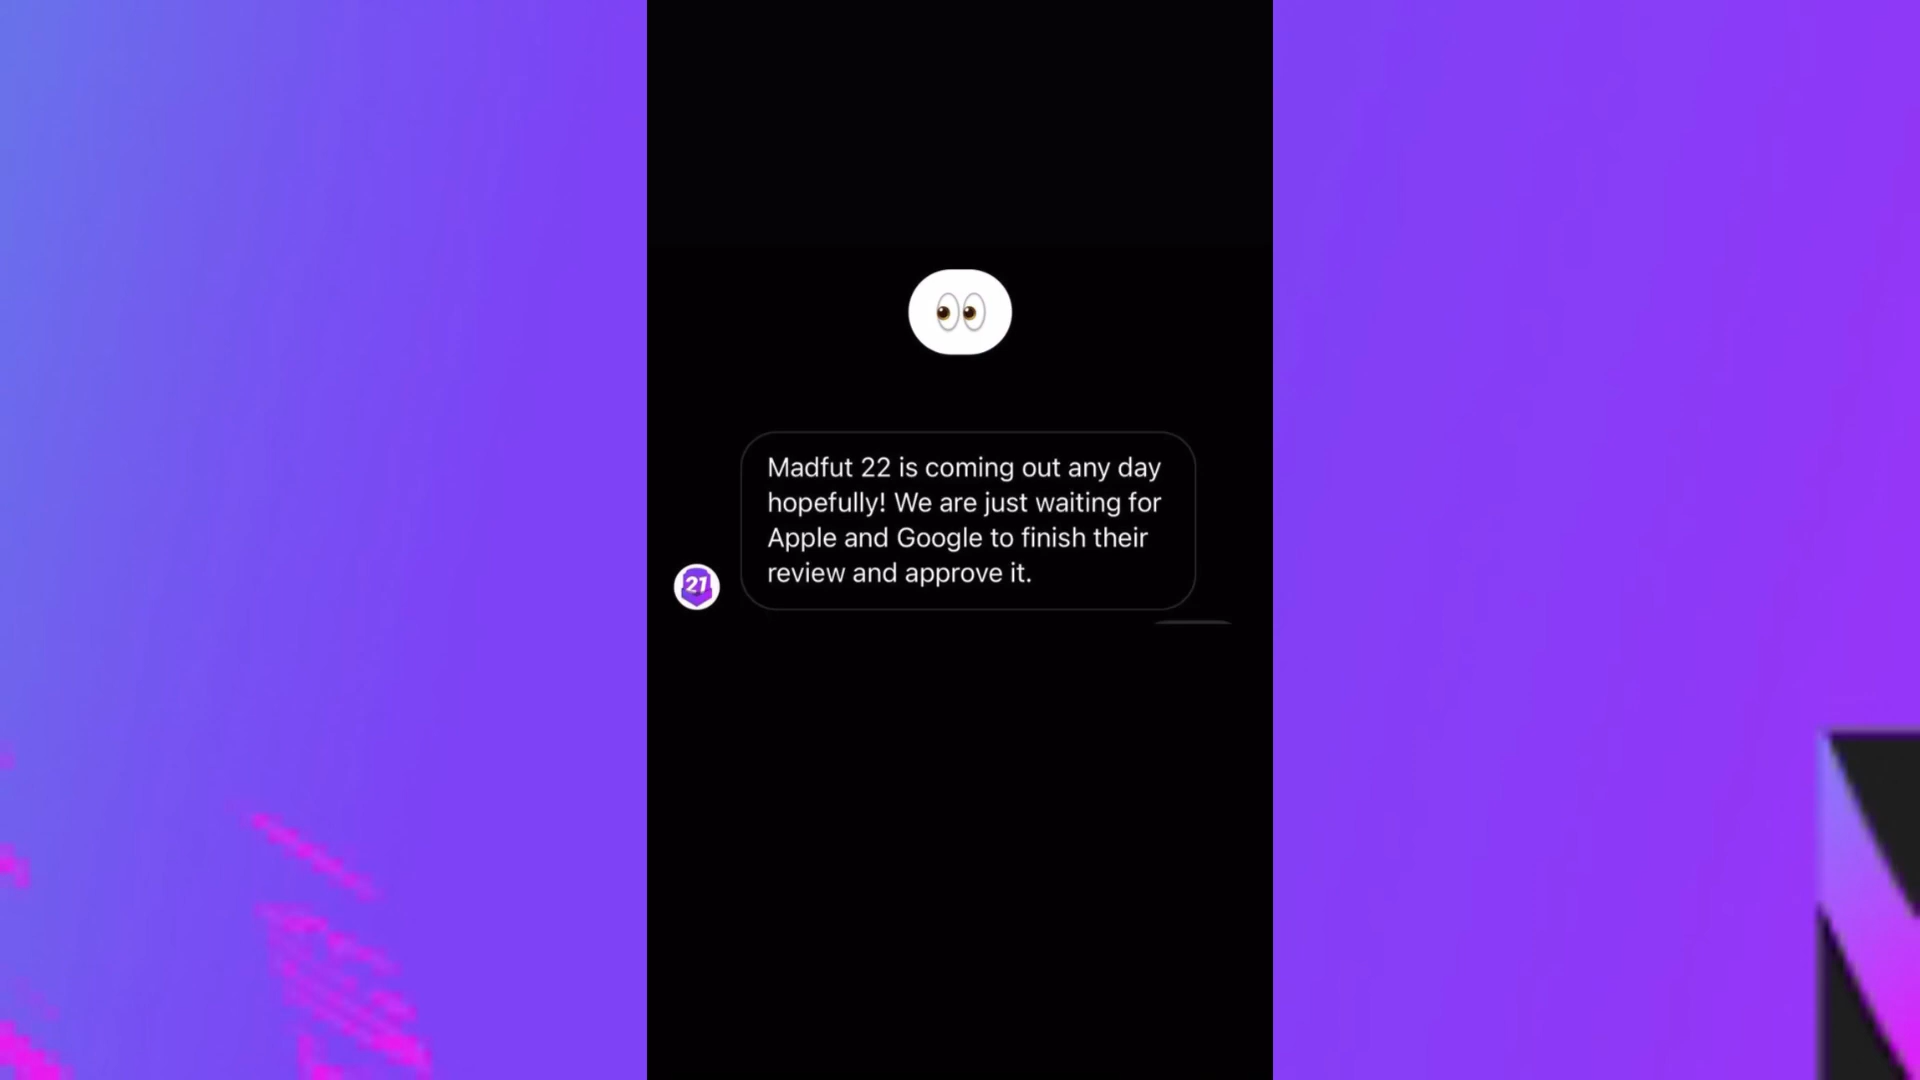 Madfut 22 is coming out any day
hopefully! We are just waiting for
Apple and Google to finish their
review and approve it.
21